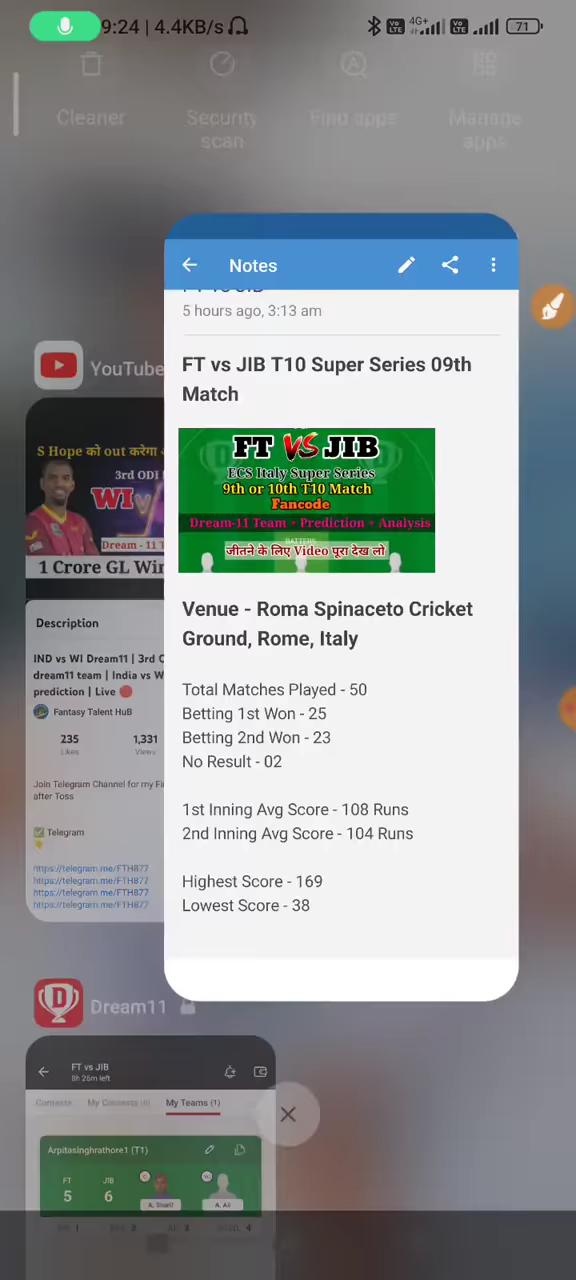 9:24 | 4.4KB/s
4G+
71
Cleaner
Security scan
Find apps
Manage apps
Notes
5 hours ago, 3:13 am
FT vs JIB T10 Super Series 09th
Match
FT VS JIB
ECS Italy Super Series
9th or 10th T10 Match
Fancode
Dream-11 Team + Prediction + Analysis
BATTERS
जीतने के लिए Video पूरा देख लो
Venue - Roma Spinaceto Cricket
Ground, Rome, Italy
Total Matches Played - 50
Betting 1st Won - 25
Betting 2nd Won - 23
No Result - 02
1st Inning Avg Score - 108 Runs
2nd Inning Avg Score - 104 Runs
Highest Score - 169
Lowest Score - 38
YouTube
S Hope को out करेगा
3rd ODI
WI v
Dream - 11
1 Crore GL Win
Description
IND vs WI Dream11 | 3rd
dream11 team | India vs W
prediction | Live
Fantasy Talent HuB
235
1,331
Likes
Views
Join Telegram Channel for my Fi
after Toss
Telegram
https://telegram.me/FTH877
https://telegram.me/FTH877
https://telegram.me/FTH877
https://telegram.me/FTH877
Dream11
FT vs JIB
8h 26m left
Contests
My Contests (0)
My Teams (1)
Arpitasinghrathore1 (T1)
FT
JIB
5
6
C
VC
A. Sharif
A. Ali